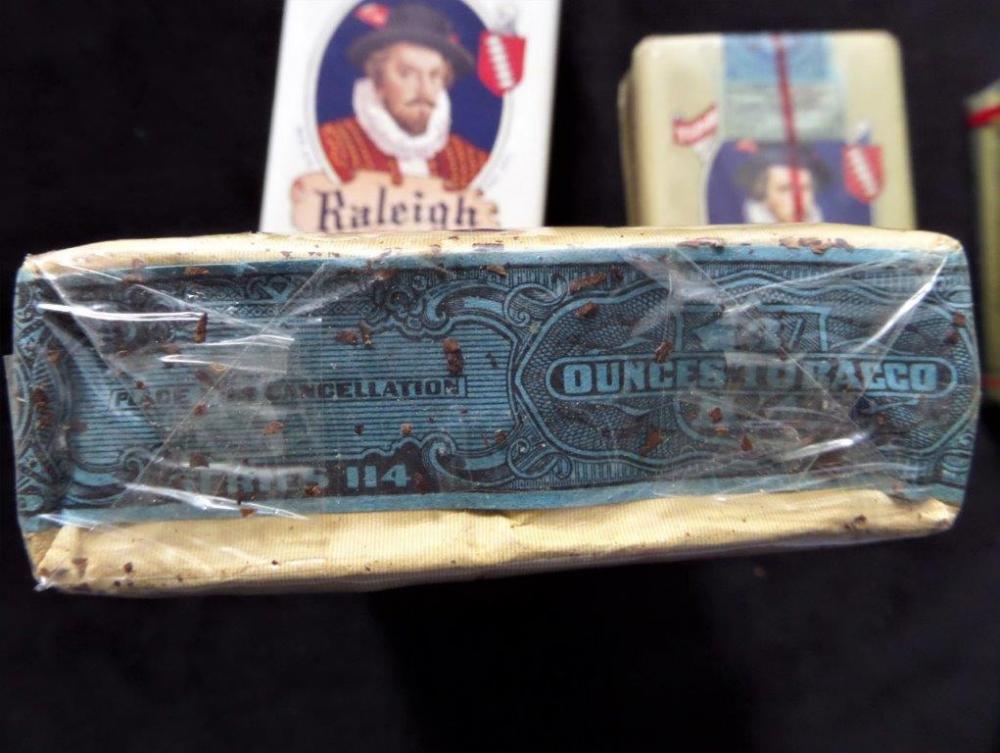 Raleigh
PLACE FOR CANCELLATION
OUNCES TOBACCO
SERIES 114